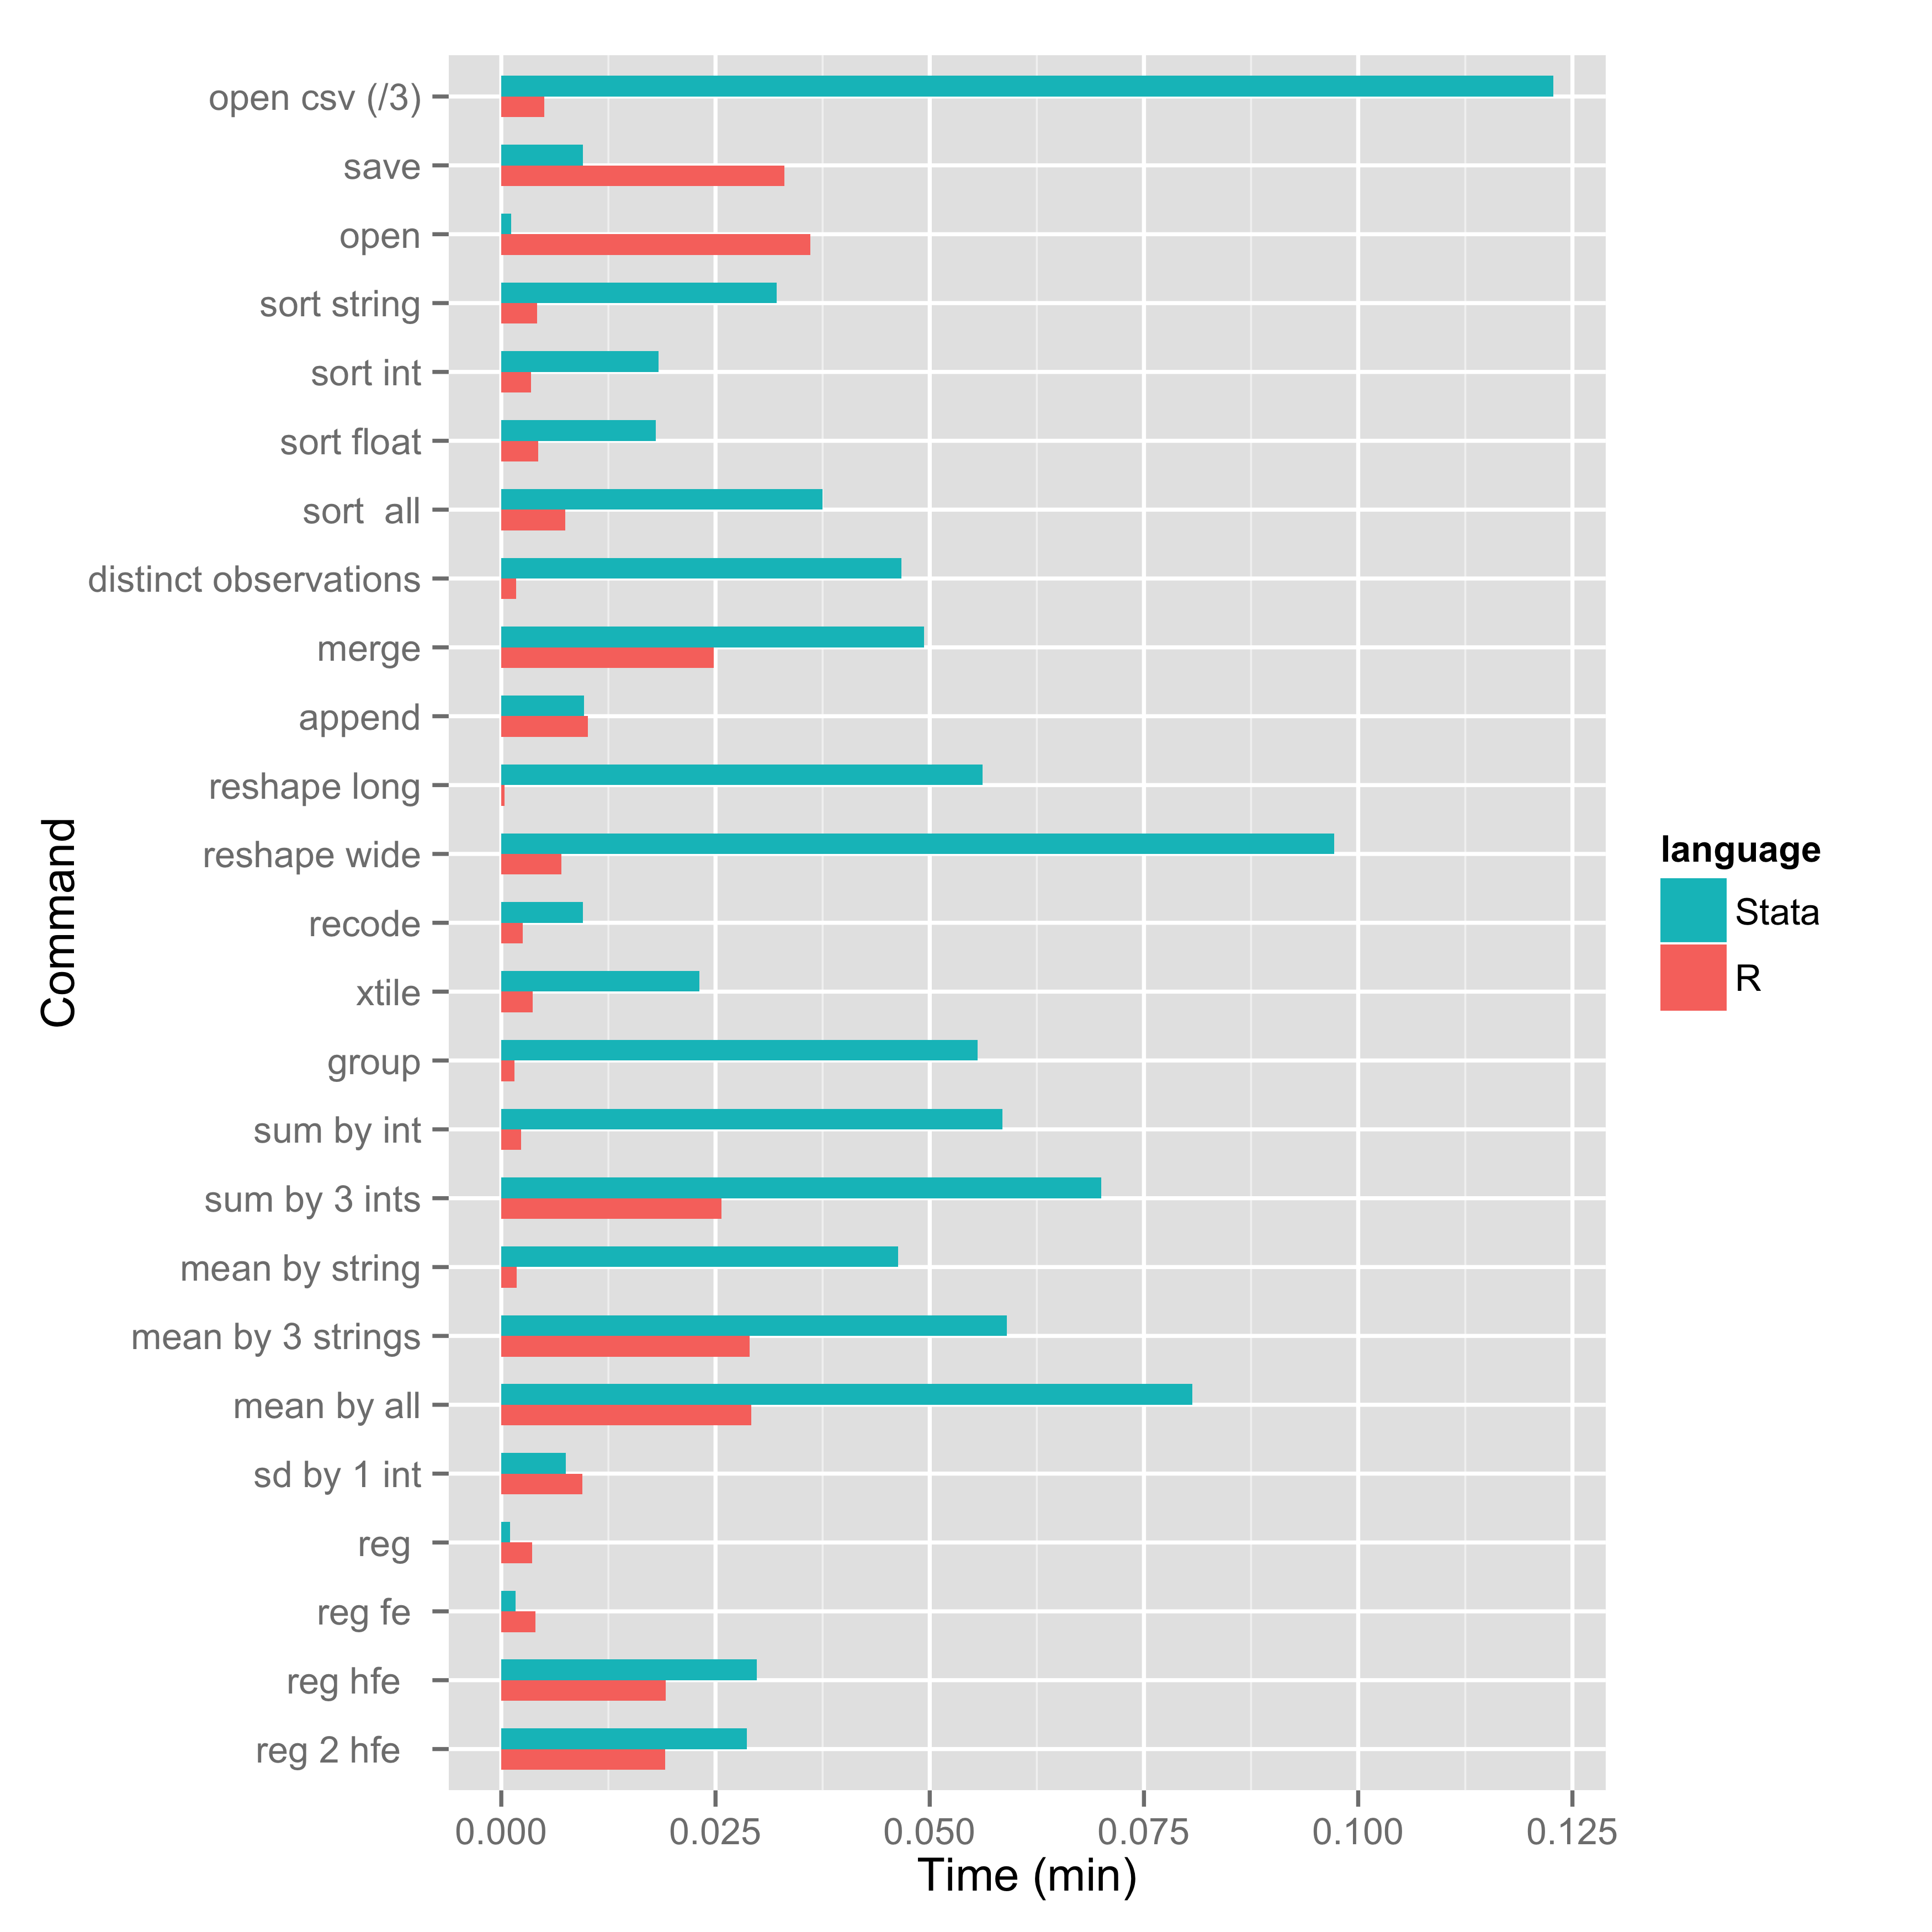 open csv (/3)
save
open
sort string
sort int
sort float
sort  all
distinct observations
merge
append
reshape long
reshape wide
recode
xtile
group
sum by int
sum by 3 ints
mean by string
mean by 3 strings
mean by all
sd by 1 int
reg
reg fe
reg hfe
reg 2 hfe
Command
0.000 0.025 0.050 0.075 0.100 0.125
Time (min)
language
Stata
R